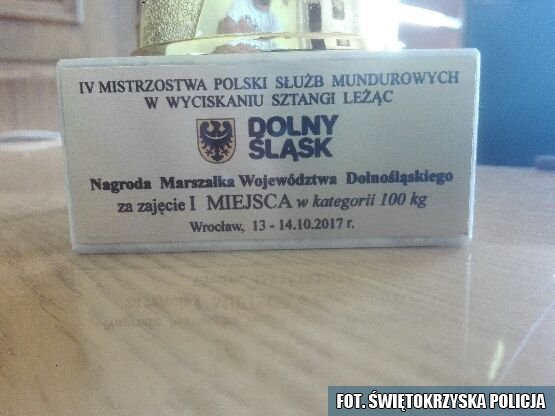 IV MISTRZOSTWA POLSKI SŁUŻB MUNDUROWYCH
W WYCISKANIU SZTANGI LEŻĄC
DOLNY
ŚLĄSK
Nagroda Marszałka Województwa Dolnośląskiego
za zajęcie I MIEJSCA w kategorii 100 kg
Wrocław, 13 - 14.10.2017 r.
FOT. ŚWIĘTOKRZYSKA POLICJA